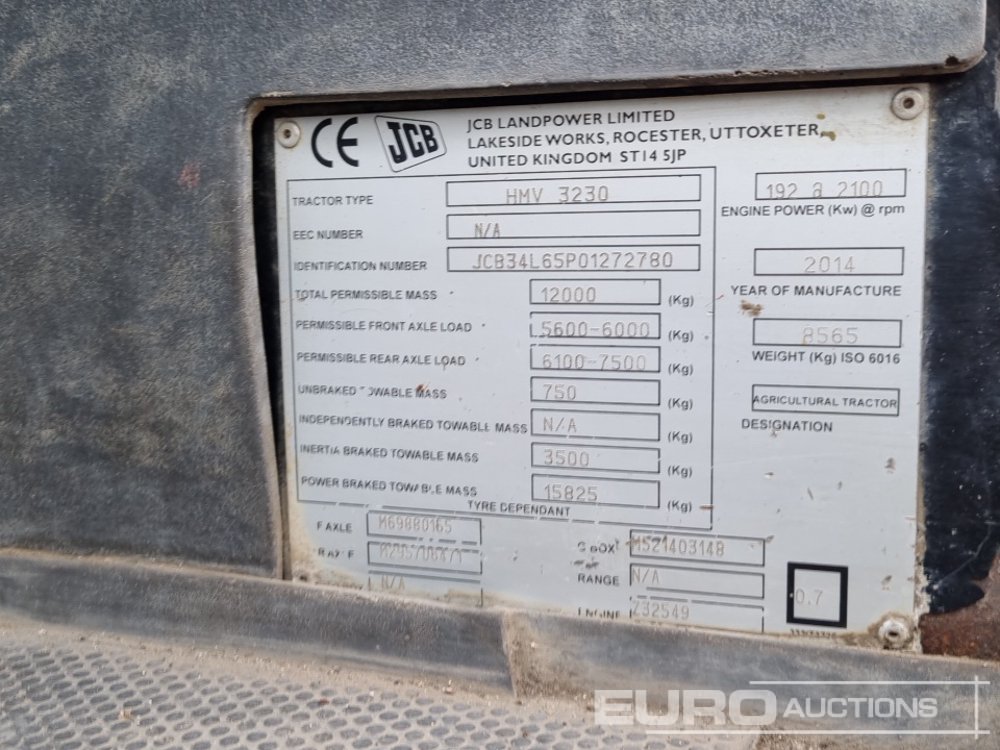 CE JCB
JCB LANDPOWER LIMITED
LAKESIDE WORKS, ROCESTER, UTTOXETER,
UNITED KINGDOM ST14 5JP
TRACTOR TYPE HMV 3230
EEC NUMBER N/A
IDENTIFICATION NUMBER JCB34L65P01272780
TOTAL PERMISSIBLE MASS 12000 (Kg)
PERMISSIBLE FRONT AXLE LOAD 5600-6000 (Kg)
PERMISSIBLE REAR AXLE LOAD 6100-7500 (Kg)
UNBRAKED TOWABLE MASS 750 (Kg)
INDEPENDENTLY BRAKED TOWABLE MASS N/A (Kg)
INERTIA BRAKED TOWABLE MASS 3500 (Kg)
POWER BRAKED TOWABLE MASS 15825 (Kg)
TYRE DEPENDANT
192 @ 2100
ENGINE POWER (Kw) @ rpm
2014
YEAR OF MANUFACTURE
8565
WEIGHT (Kg) ISO 6016
AGRICULTURAL TRACTOR
DESIGNATION
F AXLE M69880165
N/A
G BOX M521403148
RANGE N/A
ENGINE Z32549
0.7
EURO AUCTIONS